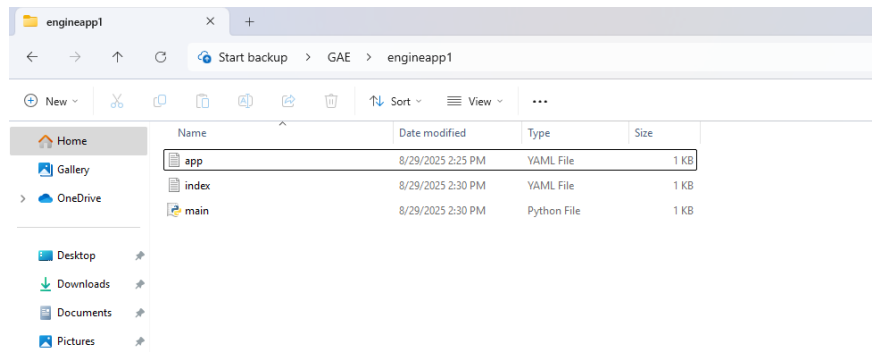 engineapp1
Start backup > GAE > engineapp1
New Sort View ...
Home
Gallery
OneDrive
Desktop
Downloads
Documents
Pictures
Name Date modified Type Size
app 8/29/2025 2:25 PM YAML File 1 KB
index 8/29/2025 2:30 PM YAML File 1 KB
main 8/29/2025 2:30 PM Python File 1 KB